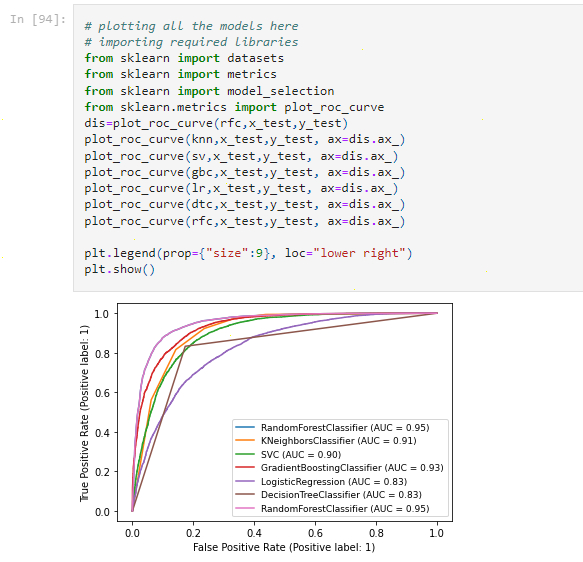 In [94]:
# plotting all the models here
# importing required libraries
from sklearn import datasets
from sklearn import metrics
from sklearn import model_selection
from sklearn.metrics import plot_roc_curve
dis=plot_roc_curve(rfc,x_test,y_test)
plot_roc_curve(knn,x_test,y_test, ax=dis.ax_)
plot_roc_curve(sv,x_test,y_test, ax=dis.ax_)
plot_roc_curve(gbc,x_test,y_test, ax=dis.ax_)
plot_roc_curve(lr,x_test,y_test, ax=dis.ax_)
plot_roc_curve(dtc,x_test,y_test, ax=dis.ax_)
plot_roc_curve(rfc,x_test,y_test, ax=dis.ax_)
plt.legend(prop={"size":9}, loc="lower right")
plt.show()
True Positive Rate (Positive label: 1)
1.0
0.8
0.6
0.4
0.2
0.0
RandomForestClassifier (AUC = 0.95)
KNeighborsClassifier (AUC = 0.91)
SVC (AUC = 0.90)
GradientBoostingClassifier (AUC = 0.93)
LogisticRegression (AUC = 0.83)
DecisionTreeClassifier (AUC = 0.83)
RandomForestClassifier (AUC = 0.95)
0.0 0.2 0.4 0.6 0.8 1.0
False Positive Rate (Positive label: 1)